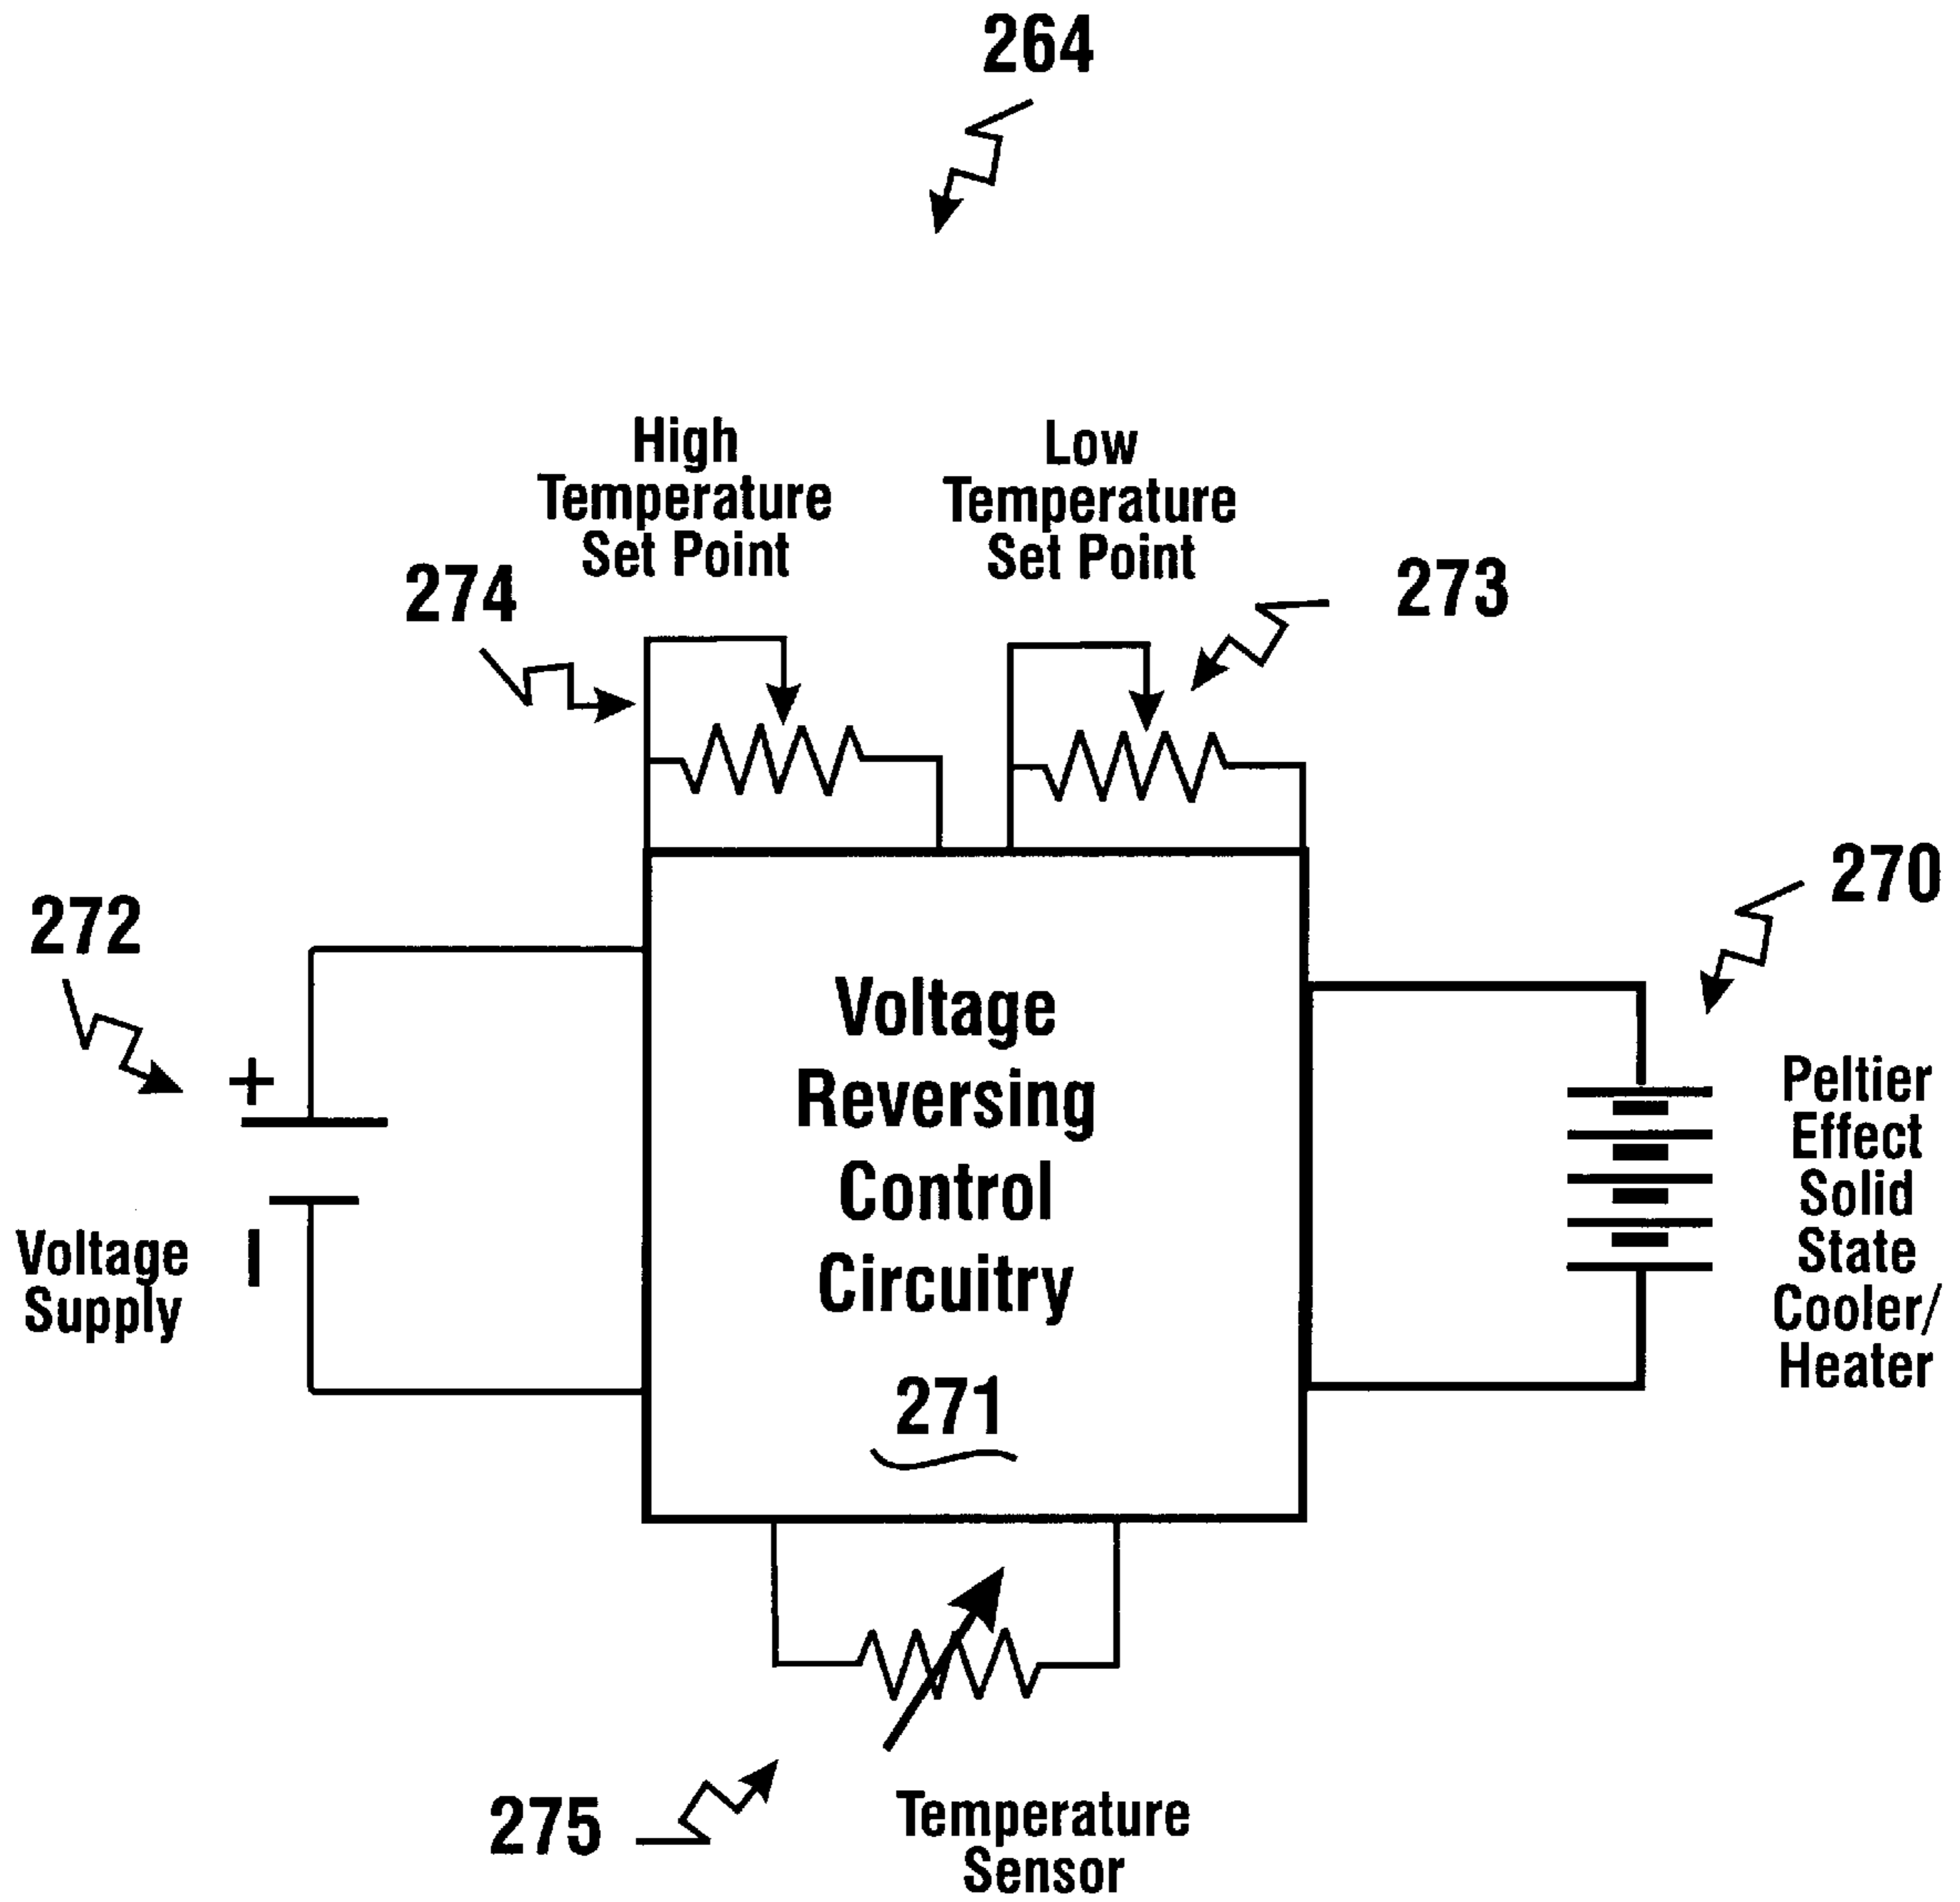 264
High
Temperature
Set Point
Low
Temperature
Set Point
274
273
270
272
+
Voltage
Supply
Voltage
Reversing
Control
Circuitry
271
Peltier
Effect
Solid
State
Cooler/
Heater
275
Temperature
Sensor